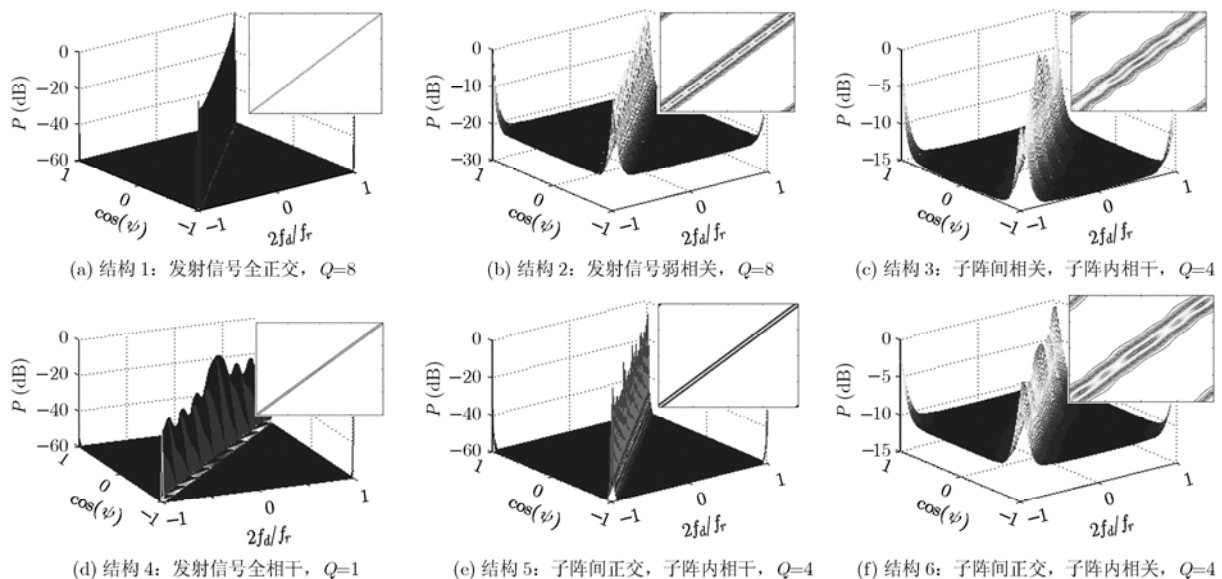 P (dB)
0
−20
−40
−60
1
0
−1
cos(ψ)
−1
0
1
2fd/fr
(a) 结构 1：发射信号全正交，Q=8
P (dB)
0
−10
−20
−30
1
0
−1
cos(ψ)
−1
0
1
2fd/fr
(b) 结构 2：发射信号弱相关，Q=8
P (dB)
0
−5
−10
−15
1
0
−1
cos(ψ)
−1
0
1
2fd/fr
(c) 结构 3：子阵间相关，子阵内相干，Q=4
P (dB)
0
−20
−40
−60
1
0
−1
cos(ψ)
−1
0
1
2fd/fr
(d) 结构 4：发射信号全相干，Q=1
P (dB)
0
−20
−40
−60
1
0
−1
cos(ψ)
−1
0
1
2fd/fr
(e) 结构 5：子阵间正交，子阵内相干，Q=4
P (dB)
0
−5
−10
−15
1
0
−1
cos(ψ)
−1
0
1
2fd/fr
(f) 结构 6：子阵间正交，子阵内相关，Q=4